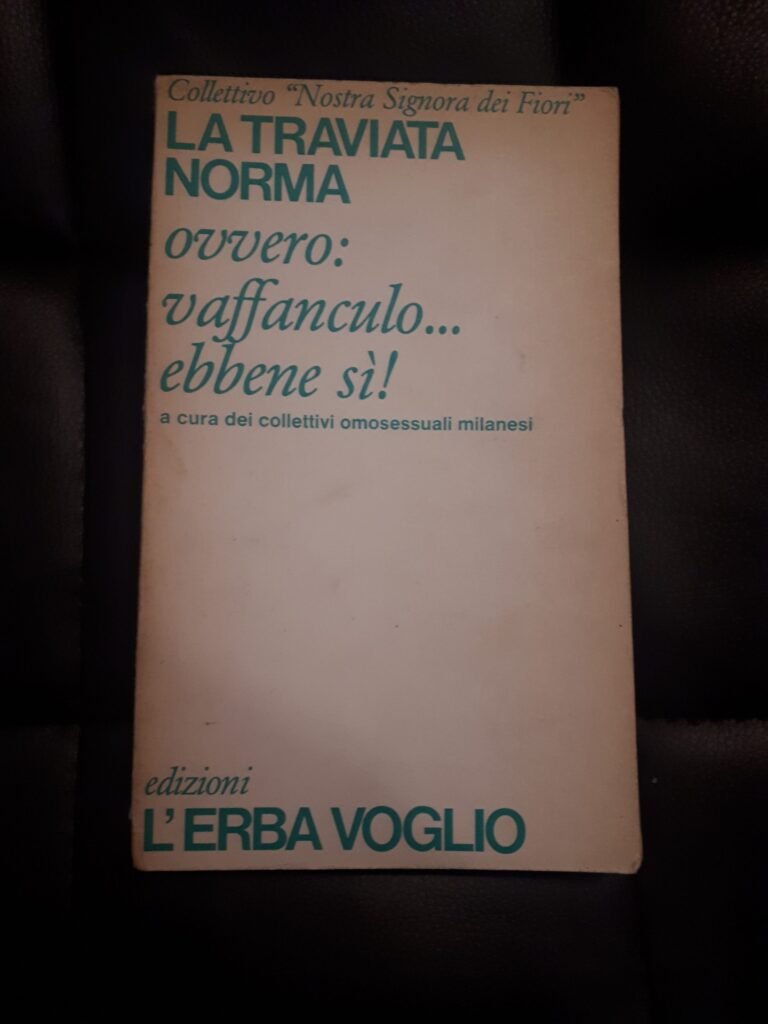 Collettivo “Nostra Signora dei Fiori”
LA TRAVIATA
NORMA
ovvero:
vaffanculo...
ebbene sì!
a cura dei collettivi omosessuali milanesi
edizioni
L'ERBA VOGLIO